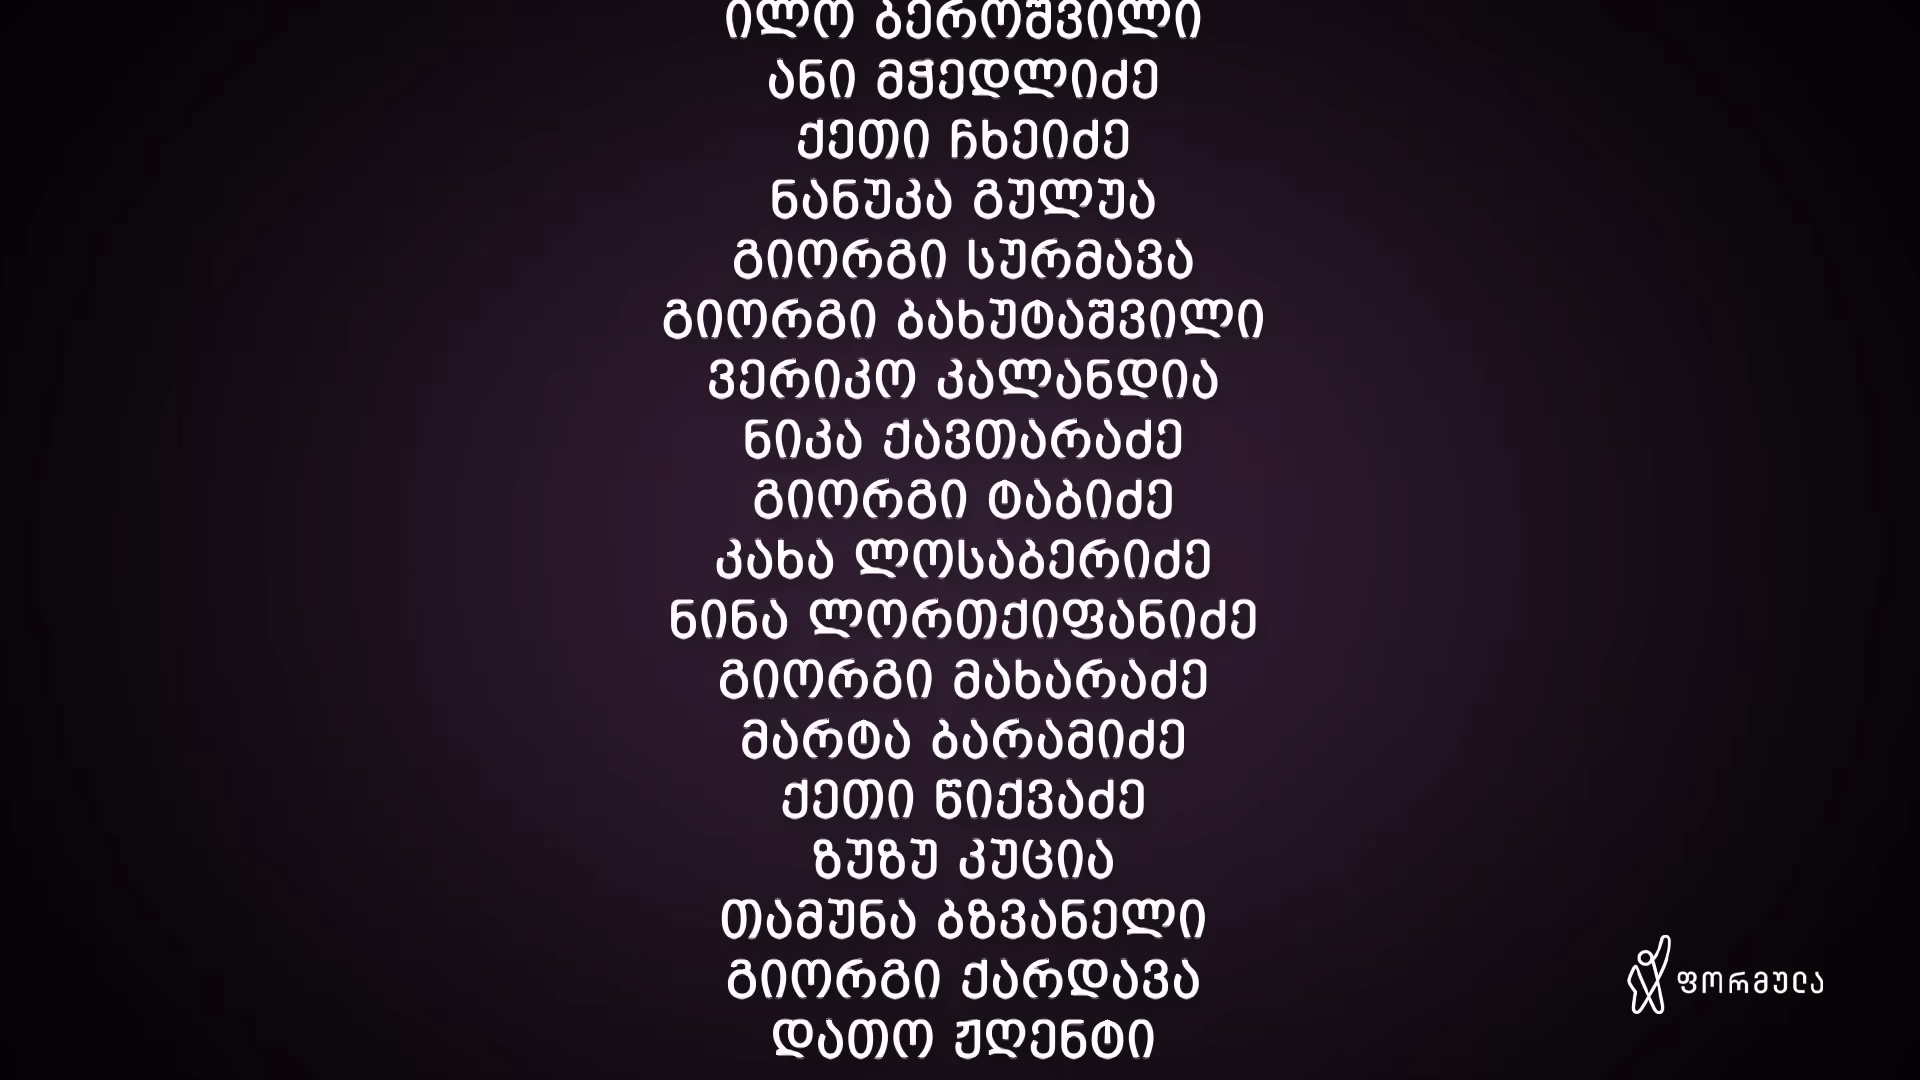 ილო ბეროშვილი
ანი მჭედლიძე
ქეთი ჩხეიძე
ნანუკა გულუა
გიორგი სურმავა
გიორგი ბახუტაშვილი
ვერიკო კალანდია
ნიკა ქავთარაძე
გიორგი ტაბიძე
კახა ლოსაბერიძე
ნინა ლორთქიფანიძე
გიორგი მახარაძე
მარტა ბარამიძე
ქეთი წიქვაძე
ზუზუ კუცია
თამუნა ბზვანელი
გიორგი ქარდავა
დათო ჟღენტი
ფორმულა